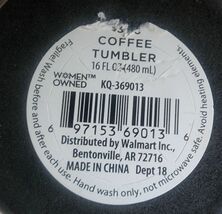 COFFEE
TUMBLER
16 FL OZ (480 mL)
WOMEN™
OWNED
KQ-369013
6 97153 69013 6
Distributed by Walmart Inc.,
Bentonville, AR 72716
MADE IN CHINA Dept 18
Fragile! Wash before and after each use. Hand wash only, not microwave safe. Avoid heating elements.